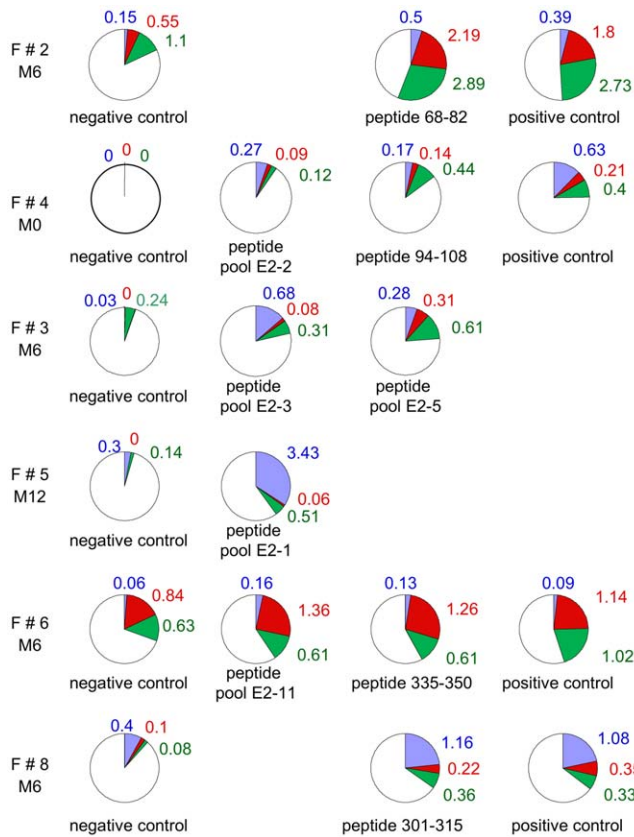 0.15 0.55 0.5 0.39
F # 2 1.1 2.19 1.8
M6 2.89 2.73
negative control peptide 68-82 positive control
0 0 0 0.27 0.09 0.17 0.14 0.63
F # 4 0.12 0.44 0.21
M0 0.4
negative control peptide peptide 94-108 positive control
pool E2-2
0.03 0 0.24 0.68 0.28 0.31
F # 3 0.08 0.61
M6 0.31
negative control peptide peptide
pool E2-3 pool E2-5
0.3 0 3.43
F # 5 0.14
M12 0.06
0.51
negative control peptide
pool E2-1
0.06 0.84 0.16 0.13 0.09
F # 6 0.63 1.36 1.26 1.14
M6 0.61 0.61 1.02
negative control peptide peptide 335-350 positive control
pool E2-11
0.4 0.1 1.16 1.08
F # 8 0.08 0.22 0.35
M6 0.36 0.33
negative control peptide 301-315 positive control